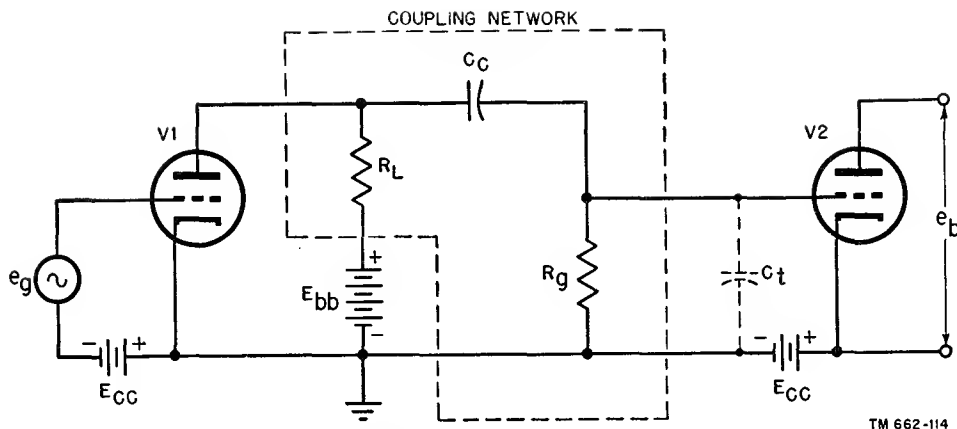 COUPLING NETWORK
CC
V1
V2
RL
eg
+
Ebb
-
Rg
Ct
eb
- +
ECC
- +
ECC
TM 662-114